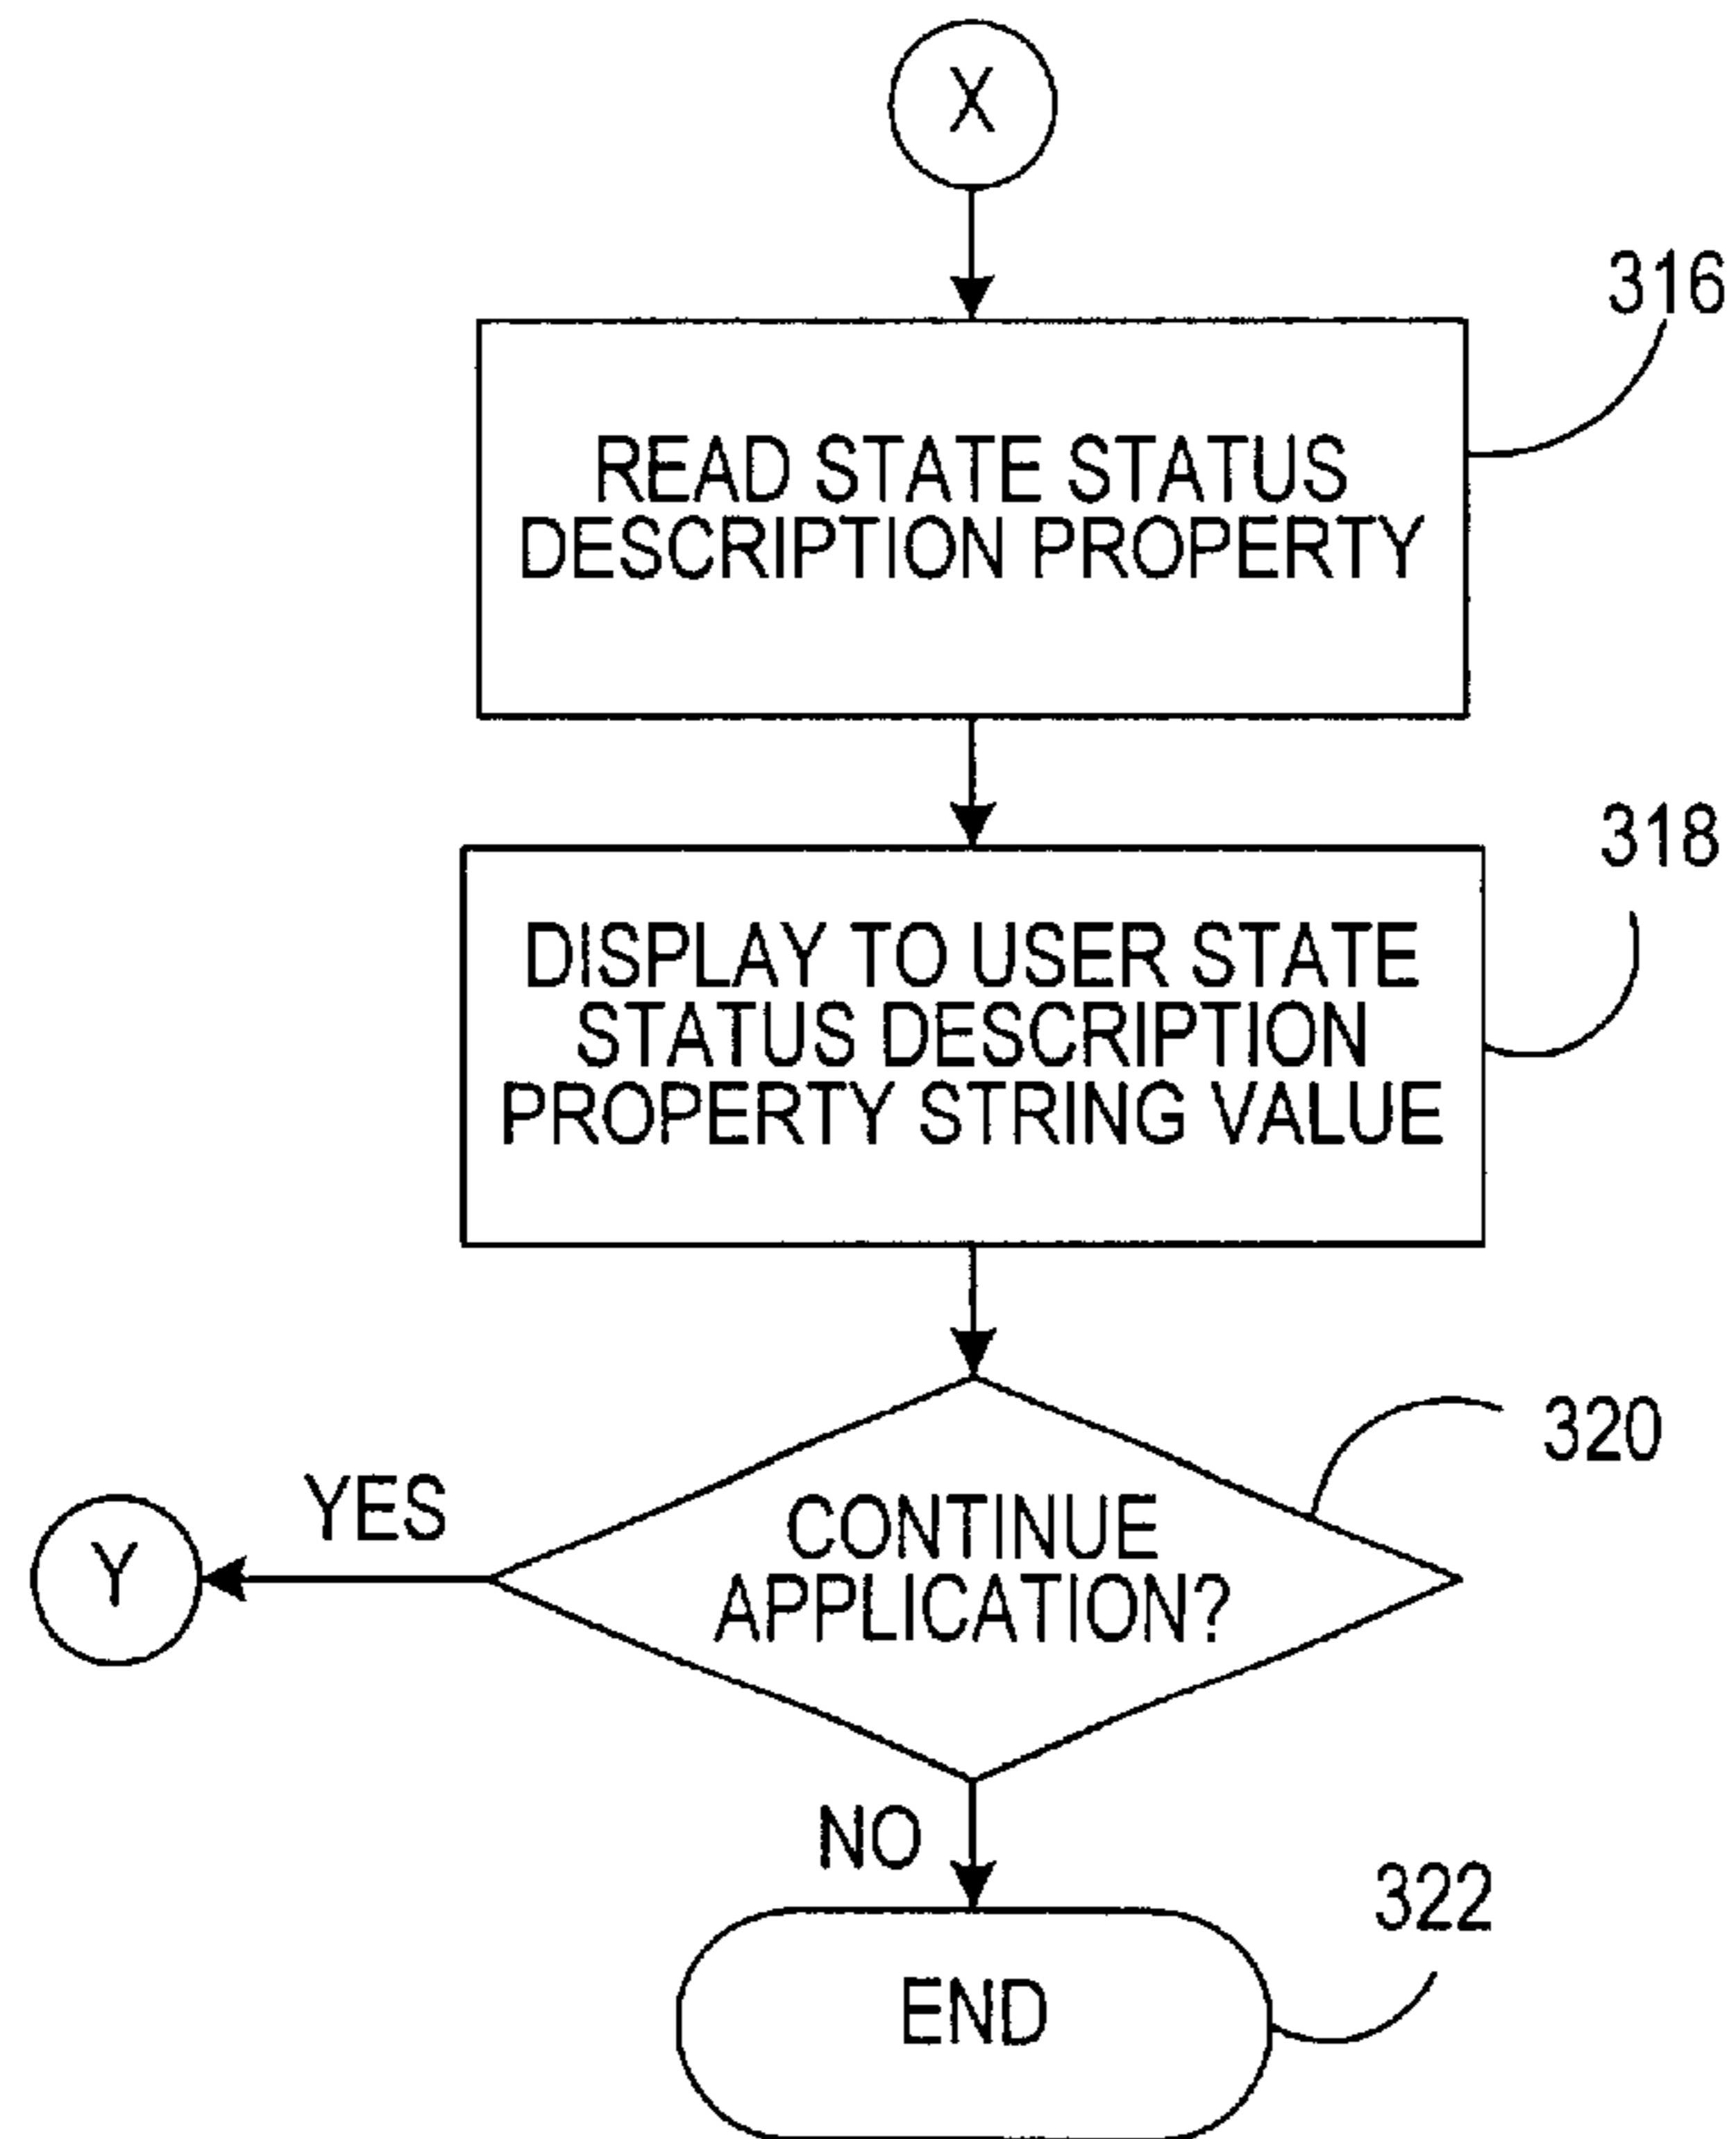 X
316
READ STATE STATUS
DESCRIPTION PROPERTY
318
DISPLAY TO USER STATE
STATUS DESCRIPTION
PROPERTY STRING VALUE
320
YES
CONTINUE
APPLICATION?
Y
NO
322
END